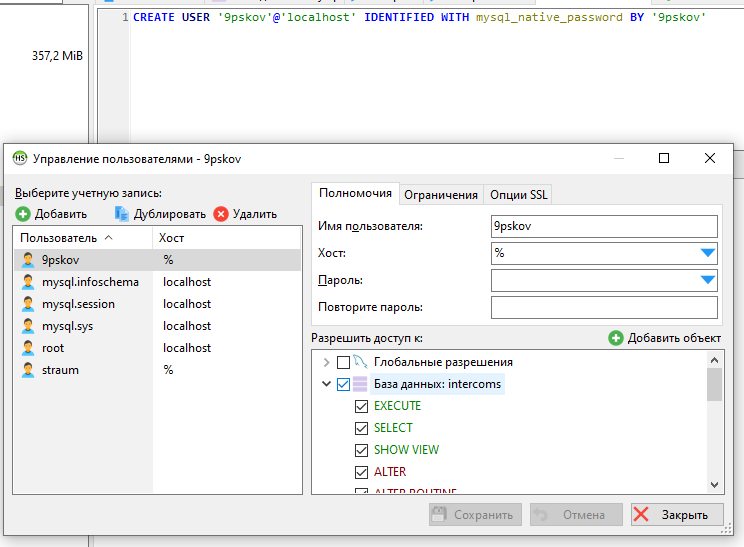 357,2 MiB
1 CREATE USER '9pskov'@'localhost' IDENTIFIED WITH mysql_native_password BY '9pskov'
HS Управление пользователями - 9pskov
Выберите учетную запись:
Добавить Дублировать Удалить
Пользователь Хост
9pskov %
mysql.infoschema localhost
mysql.session localhost
mysql.sys localhost
root localhost
straum %
Полномочия Ограничения Опции SSL
Имя пользователя: 9pskov
Хост: %
Пароль:
Повторите пароль:
Разрешить доступ к: Добавить объект
Глобальные разрешения
База данных: intercoms
EXECUTE
SELECT
SHOW VIEW
ALTER
ALTER ROUTINE
Сохранить Отмена Закрыть